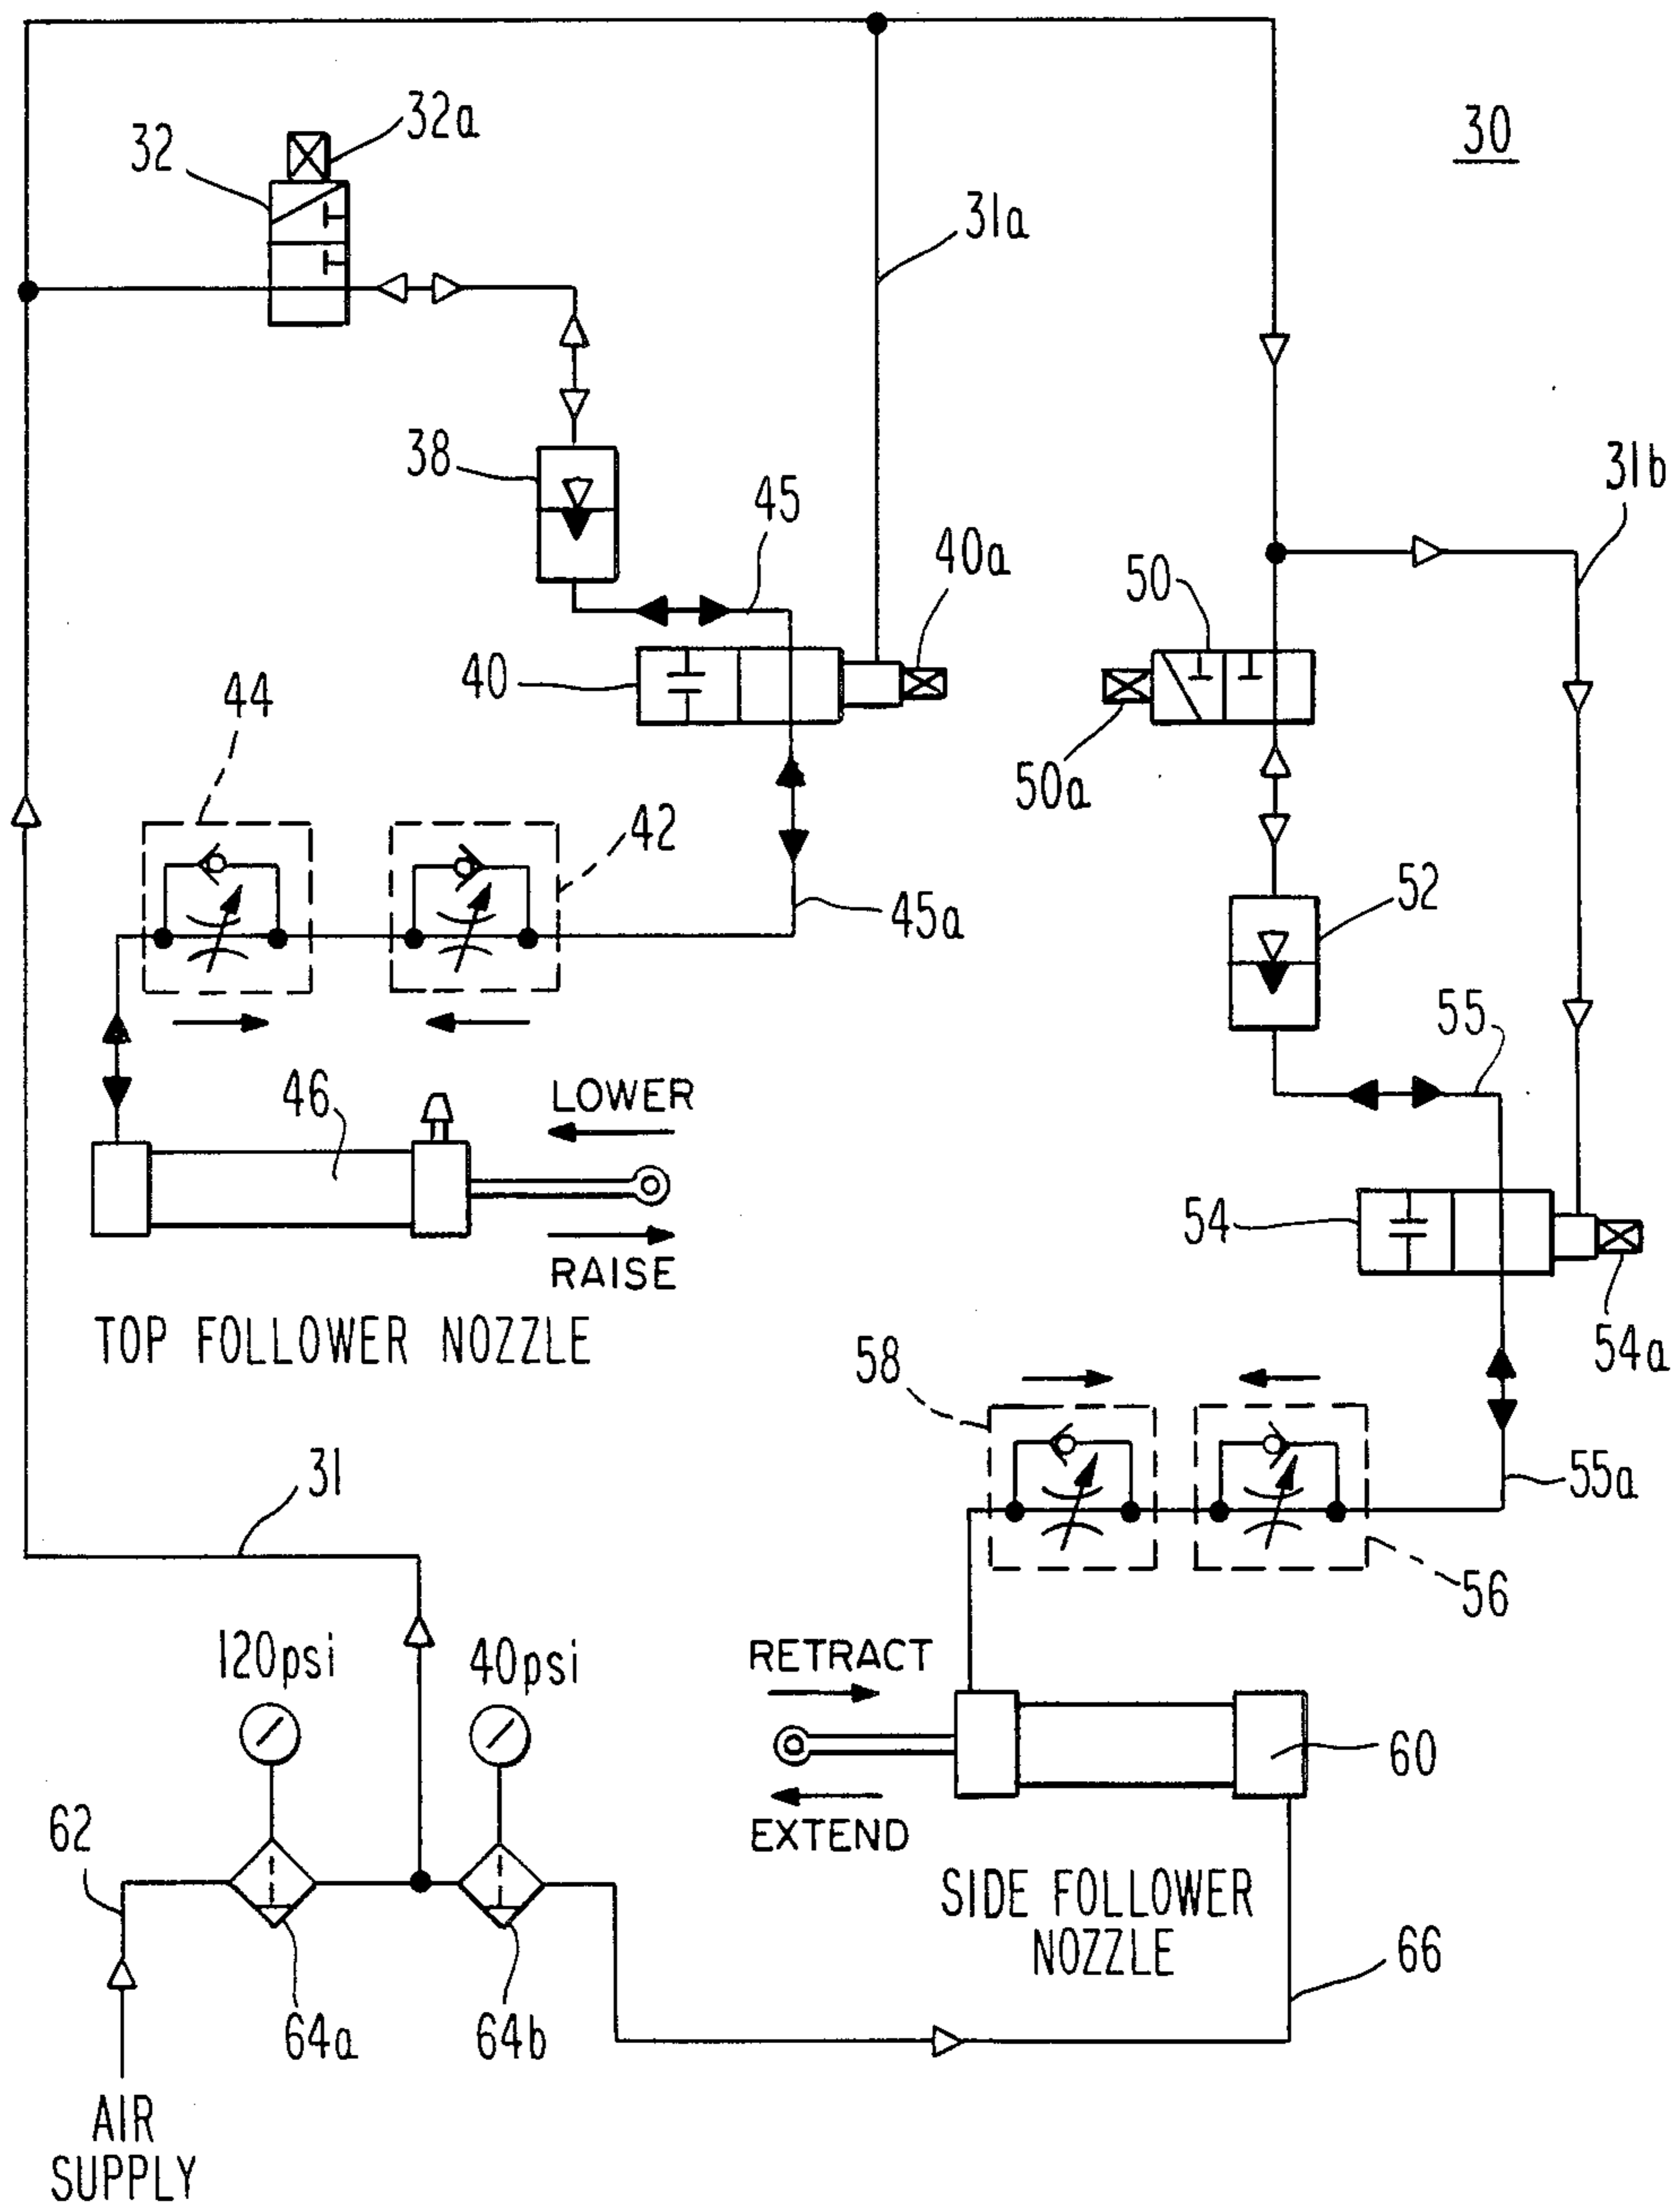 30
32
32a
31a
38
45
40a
31b
50
40
44
50a
42
45a
52
55
46
LOWER
RAISE
54
TOP FOLLOWER NOZZLE
54a
58
55a
31
56
120psi
40psi
RETRACT
60
EXTEND
62
SIDE FOLLOWER
NOZZLE
66
64a
64b
AIR
SUPPLY